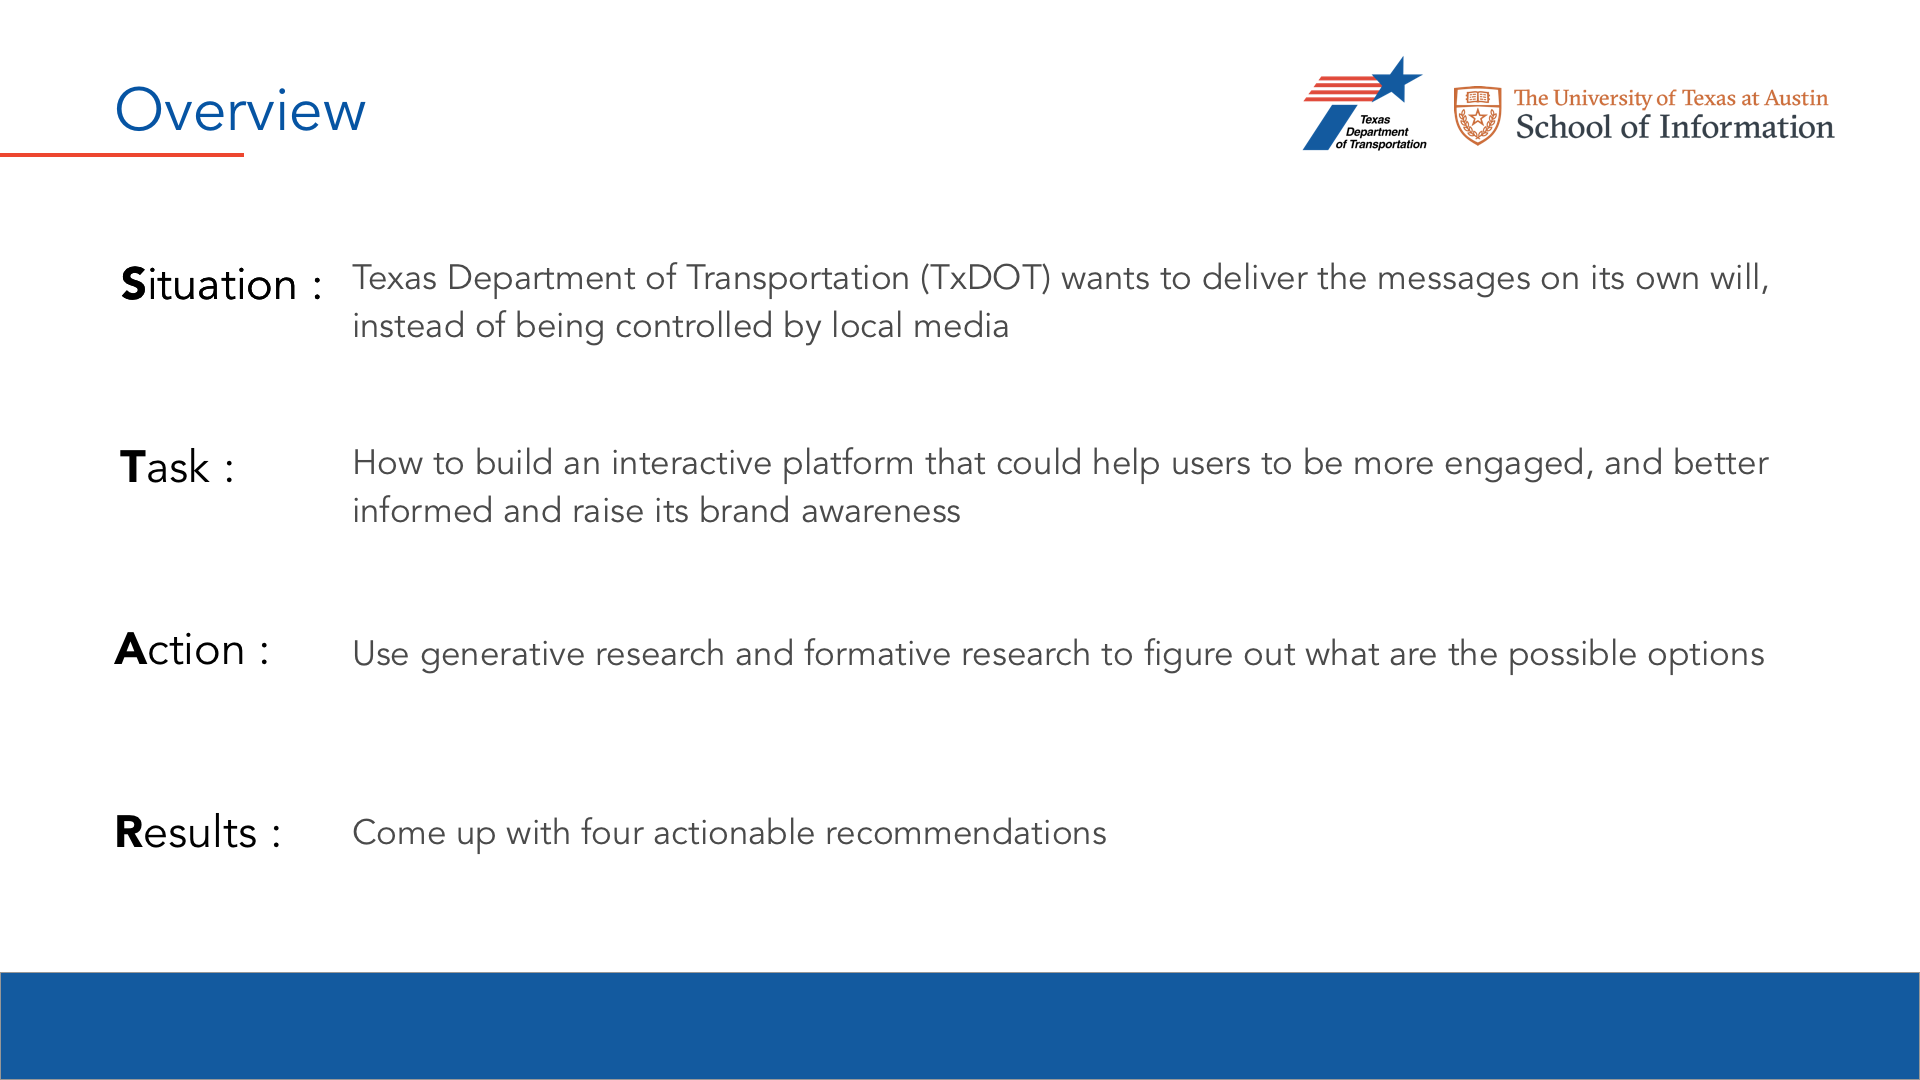 Overview
Texas
Department
of Transportation
The University of Texas at Austin
School of Information
Situation :
Texas Department of Transportation (TxDOT) wants to deliver the messages on its own will,
instead of being controlled by local media
Task :
How to build an interactive platform that could help users to be more engaged, and better
informed and raise its brand awareness
Action :
Use generative research and formative research to figure out what are the possible options
Results :
Come up with four actionable recommendations